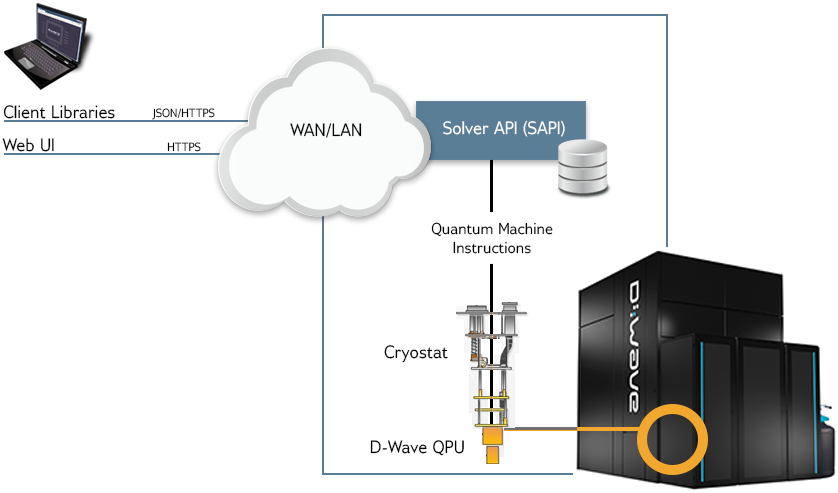 Client Libraries
JSON/HTTPS
Web UI
HTTPS
WAN/LAN
Solver API (SAPI)
Quantum Machine
Instructions
Cryostat
D-Wave QPU
D:Wave